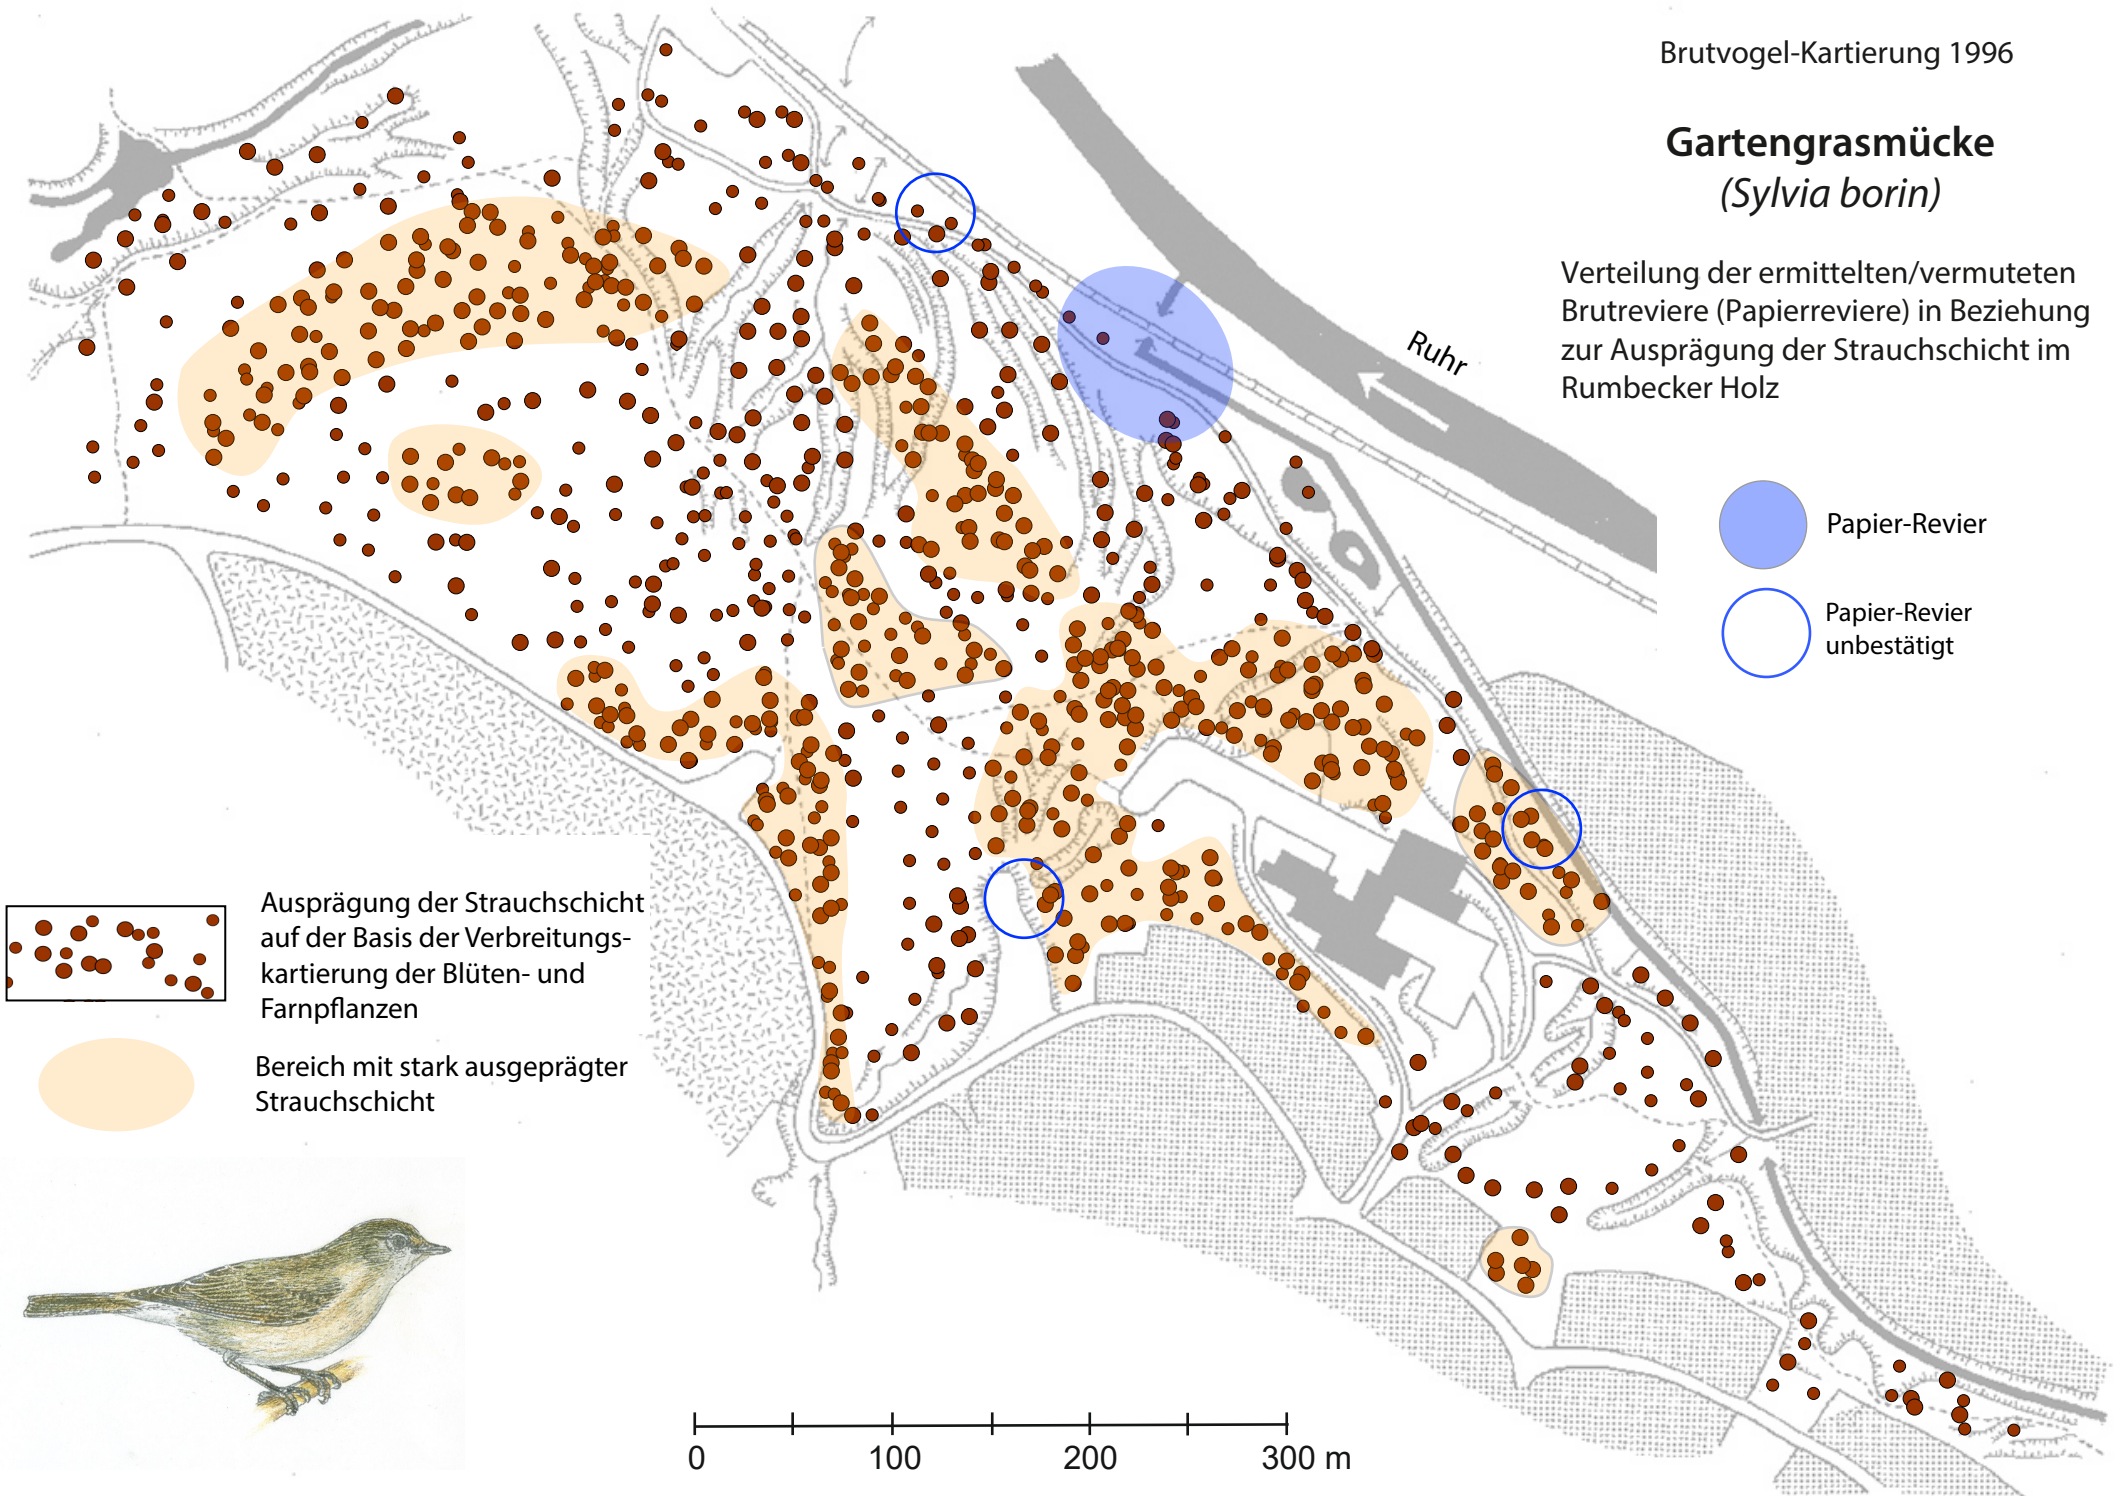 Brutvogel-Kartierung 1996
Gartengrasmücke
(Sylvia borin)
Verteilung der ermittelten/vermuteten
Brutreviere (Papierreviere) in Beziehung
zur Ausprägung der Strauchschicht im
Rumbecker Holz
Ruhr
Papier-Revier
Papier-Revier
unbestätigt
Ausprägung der Strauchschicht
auf der Basis der Verbreitungs-
kartierung der Blüten- und
Farnpflanzen
Bereich mit stark ausgeprägter
Strauchschicht
0 100 200 300 m